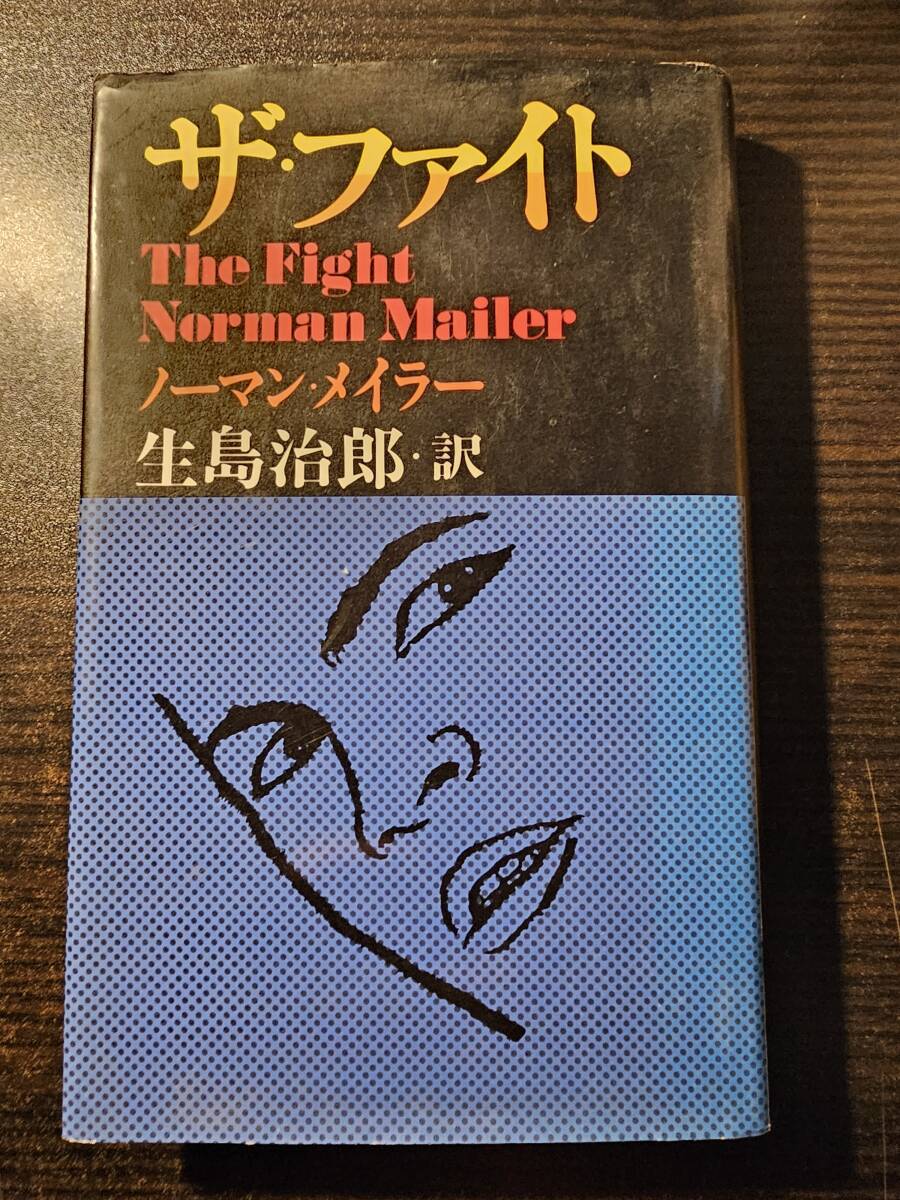 ザ・ファイト
The Fight
Norman Mailer
ノーマン・メイラー
生島治郎・訳